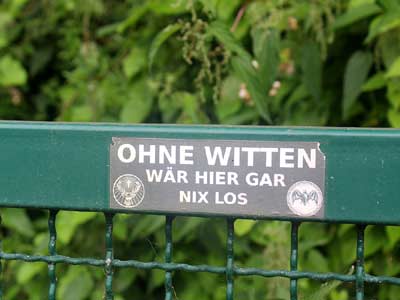 OHNE WITTEN
WÄR HIER GAR
NIX LOS